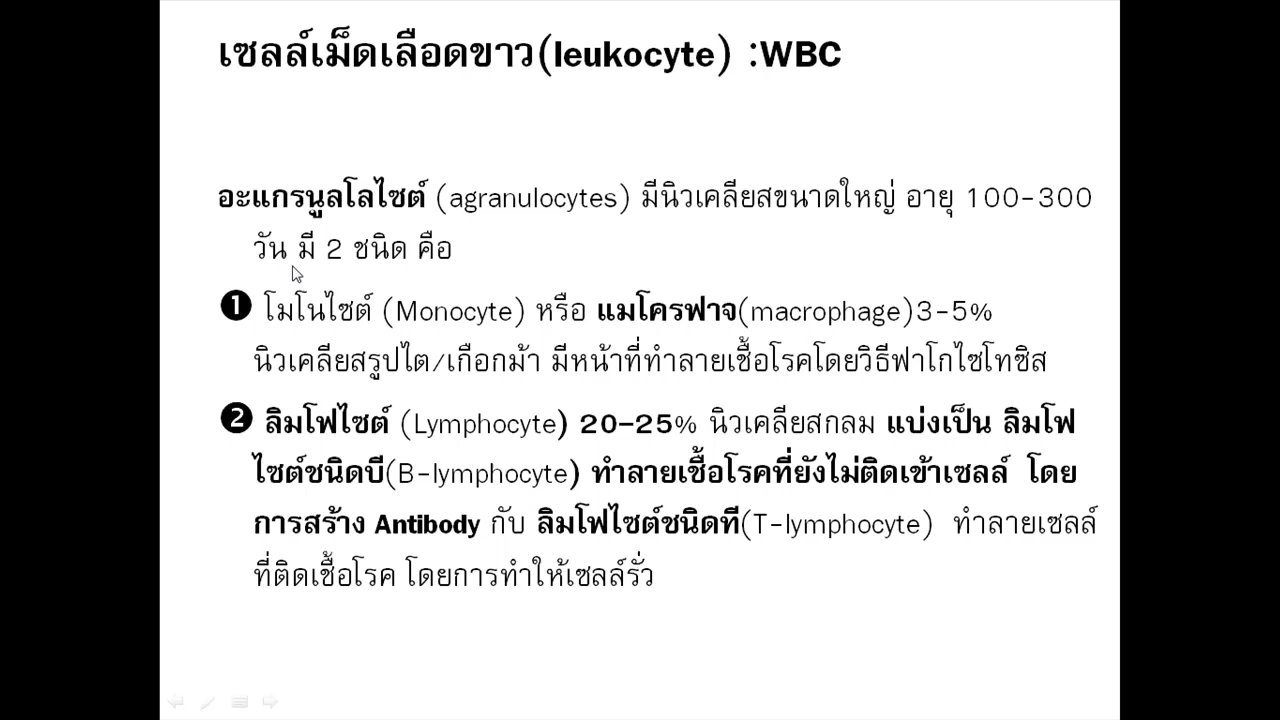 เซลล์เม็ดเลือดขาว(leukocyte) :WBC
อะแกรนูลโลไซต์ (agranulocytes) มีนิวเคลียสขนาดใหญ่ อายุ 100-300
วัน มี 2 ชนิด คือ
❶ โมโนไซต์ (Monocyte) หรือ แมโครฟาจ(macrophage)3-5%
นิวเคลียสรูปไต/เกือกม้า มีหน้าที่ทำลายเชื้อโรคโดยวิธีฟาโกไซโทซิส
❷ ลิมโฟไซต์ (Lymphocyte) 20-25% นิวเคลียสกลม แบ่งเป็น ลิมโฟ
ไซต์ชนิดบี(B-lymphocyte) ทำลายเชื้อโรคที่ยังไม่ติดเข้าเซลล์ โดย
การสร้าง Antibody กับ ลิมโฟไซต์ชนิดที(T-lymphocyte) ทำลายเซลล์
ที่ติดเชื้อโรค โดยการทำให้เซลล์รั่ว